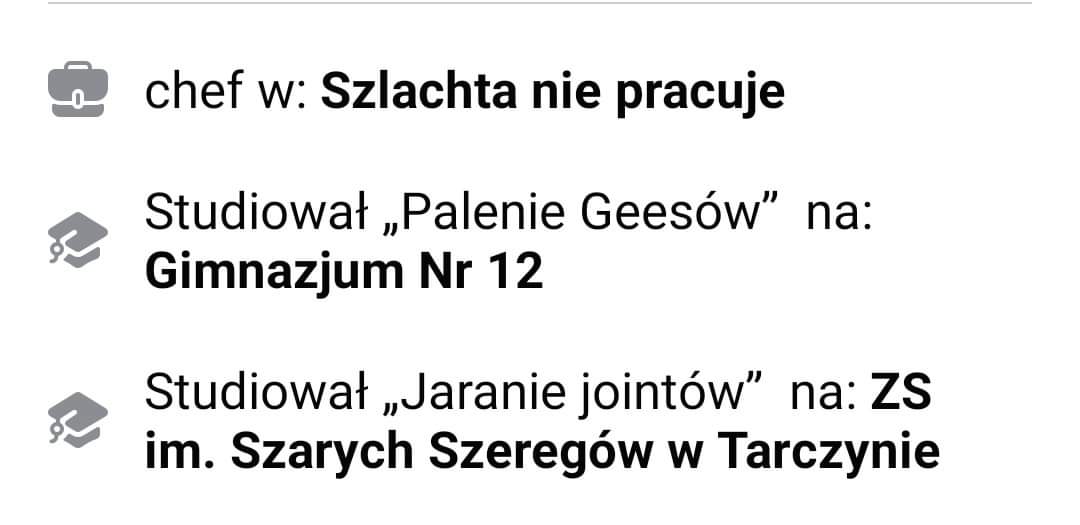 chef w: Szlachta nie pracuje
Studiował „Palenie Geesów” na:
Gimnazjum Nr 12
Studiował „Jaranie jointów” na: ZS
im. Szarych Szeregów w Tarczynie